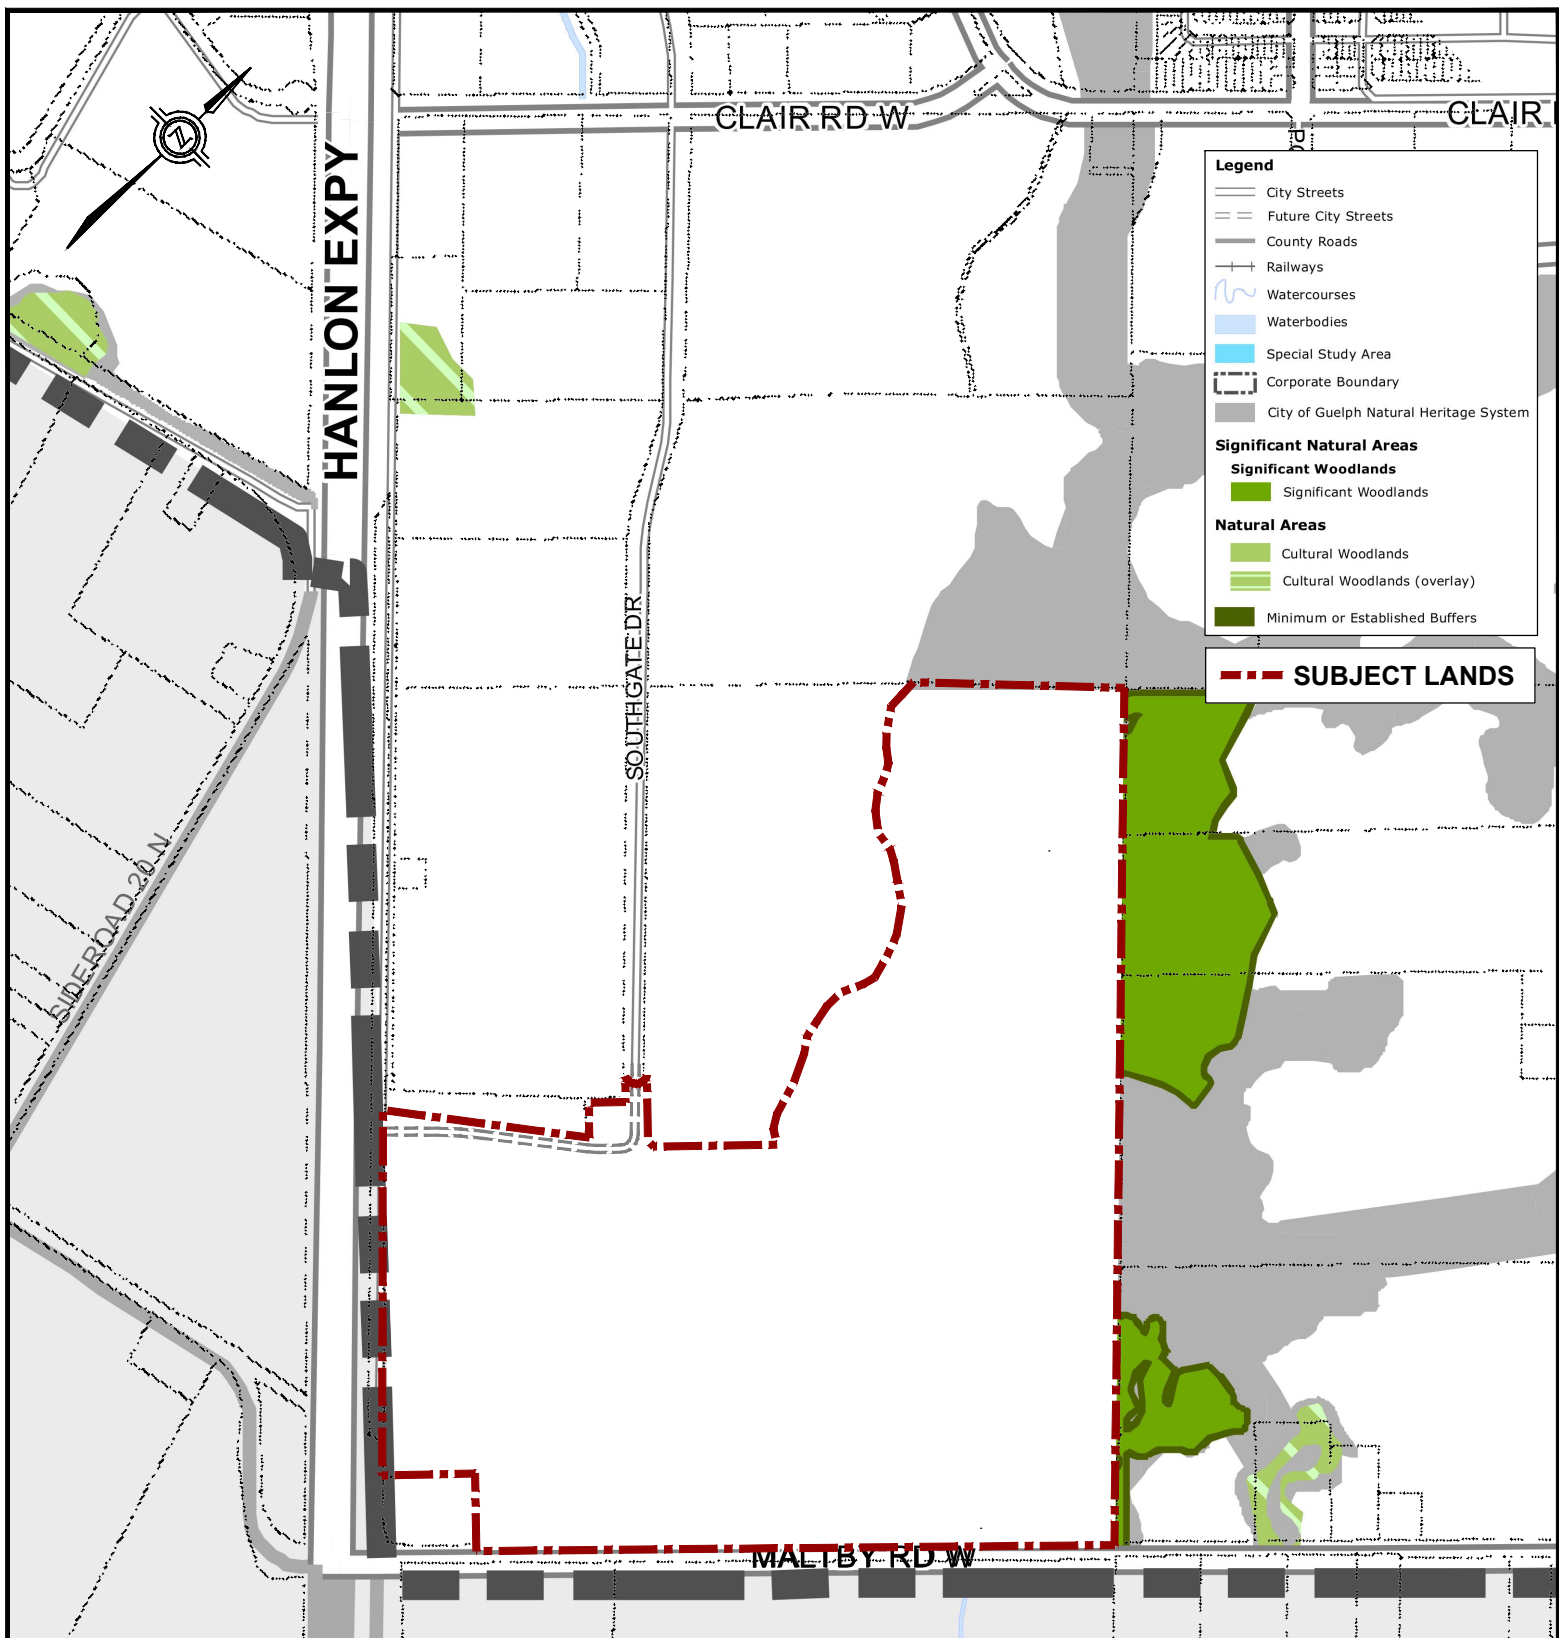 CLAIR RD W
CLAIR
HANLON EXPY
Legend
City Streets
Future City Streets
County Roads
Railways
Watercourses
Waterbodies
Special Study Area
Corporate Boundary
City of Guelph Natural Heritage System
Significant Natural Areas
Significant Woodlands
Significant Woodlands
Natural Areas
Cultural Woodlands
Cultural Woodlands (overlay)
Minimum or Established Buffers
SUBJECT LANDS
SOUTHGATE DR
SIDEROAD 20 N
MALTBY RD W